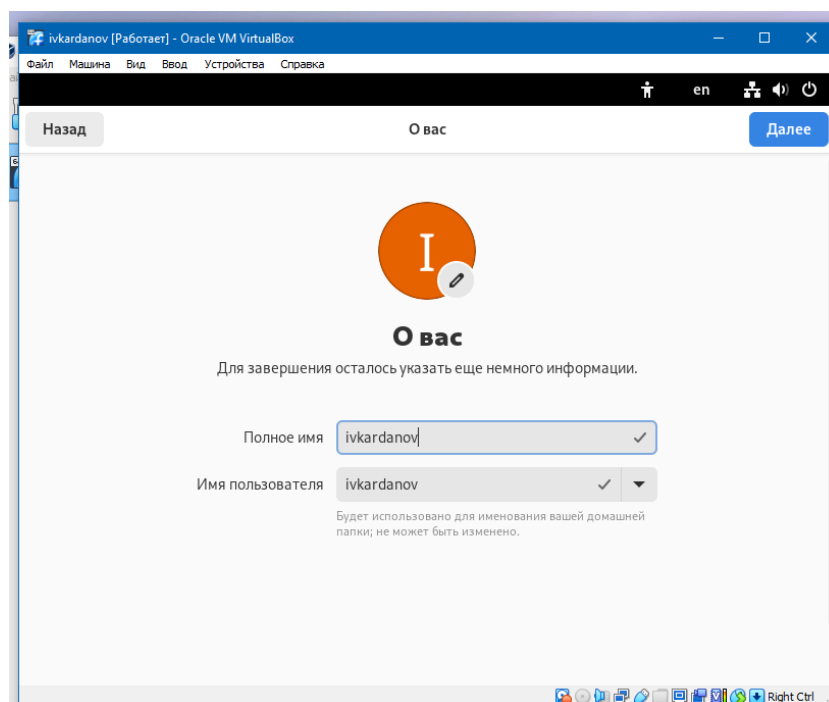 ivkardanov [Работает] - Oracle VM VirtualBox
Файл Машина Вид Ввод Устройства Справка
en
Назад О вас Далее
I
О вас
Для завершения осталось указать еще немного информации.
Полное имя ivkardanov
Имя пользователя ivkardanov
Будет использовано для именования вашей домашней
папки; не может быть изменено.
Right Ctrl